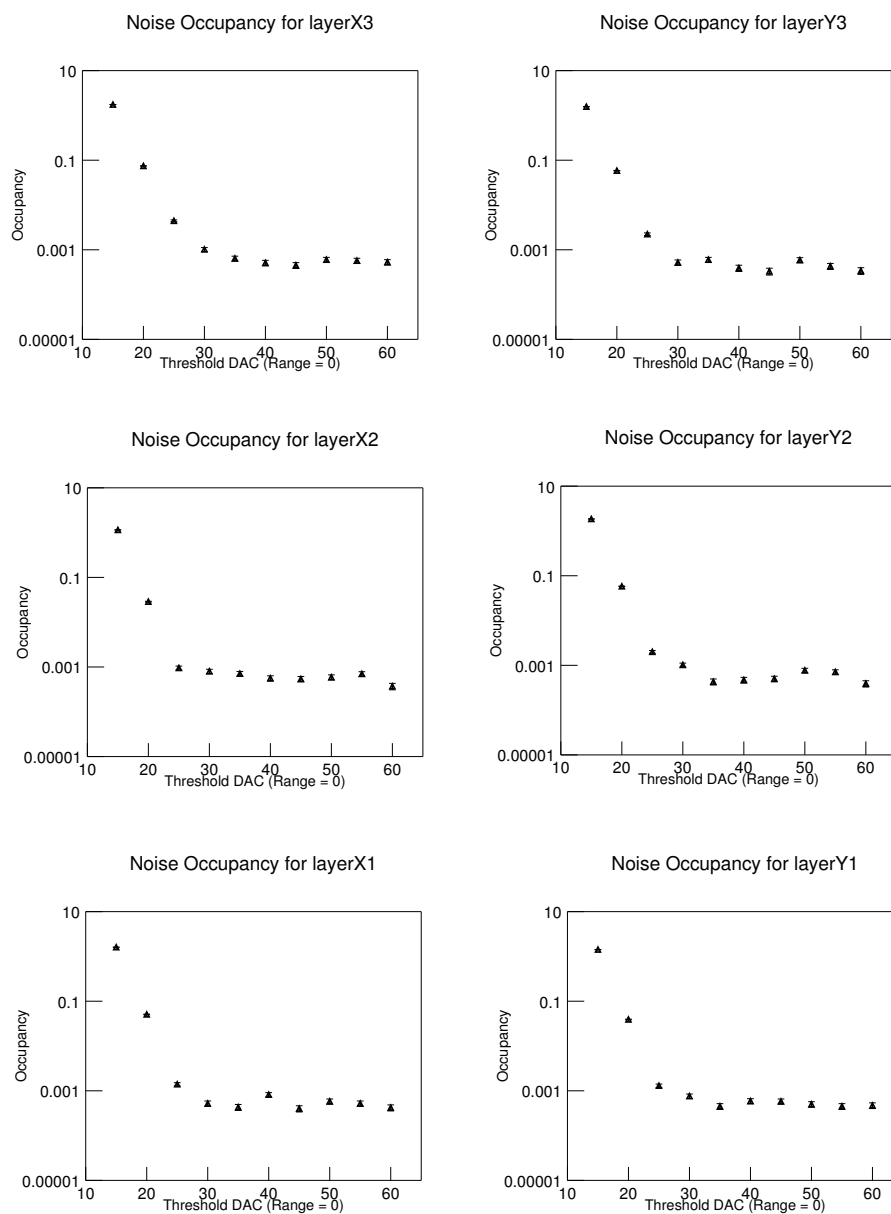 Noise Occupancy for layerX3
10
0.1
0.001
0.00001
Occupancy
10 20 30 40 50 60
Threshold DAC (Range = 0)
Noise Occupancy for layerY3
10
0.1
0.001
0.00001
Occupancy
10 20 30 40 50 60
Threshold DAC (Range = 0)
Noise Occupancy for layerX2
10
0.1
0.001
0.00001
Occupancy
10 20 30 40 50 60
Threshold DAC (Range = 0)
Noise Occupancy for layerY2
10
0.1
0.001
0.00001
Occupancy
10 20 30 40 50 60
Threshold DAC (Range = 0)
Noise Occupancy for layerX1
10
0.1
0.001
0.00001
Occupancy
10 20 30 40 50 60
Threshold DAC (Range = 0)
Noise Occupancy for layerY1
10
0.1
0.001
0.00001
Occupancy
10 20 30 40 50 60
Threshold DAC (Range = 0)